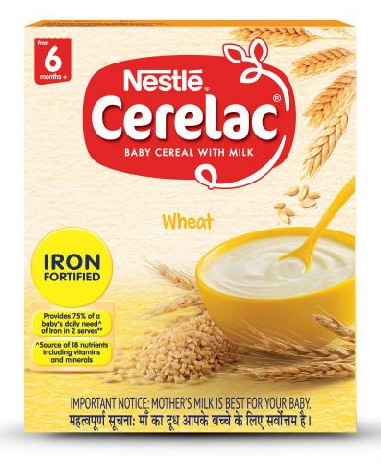 from
6
months +
Nestlé®
Cerelac®
BABY CEREAL WITH MILK
Wheat
IRON
FORTIFIED
Provides 75% of a
baby's daily need^
of iron in 2 serves**
^Source of 18 nutrients
including vitamins
and minerals
IMPORTANT NOTICE: MOTHER'S MILK IS BEST FOR YOUR BABY.
महत्वपूर्ण सूचना: माँ का दूध आपके बच्चे के लिए सर्वोत्तम है।